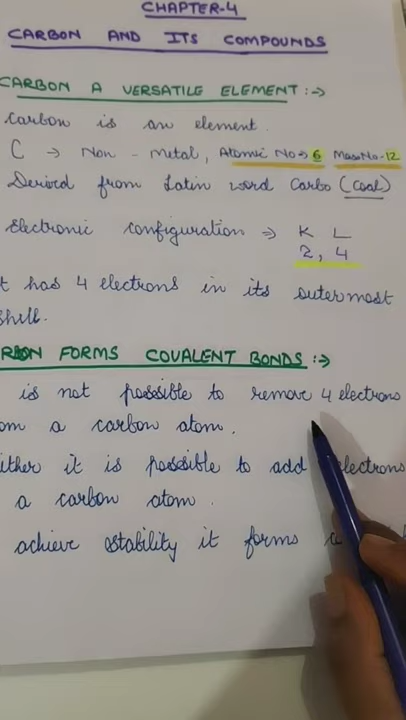 CHAPTER-4
CARBON AND ITS COMPOUNDS
CARBON A VERSATILE ELEMENT :->
Carbon is an element.
C -> Non - Metal, Atomic No -> 6 Mass No - 12
Derived from Latin word Carbo (coal)
Electronic configuration => K L
2, 4
t has 4 electrons in its outermost
shell.
RBON FORMS COVALENT BONDS :->
is not possible to remove 4 electrons
om a carbon atom.
ither it is possible to add electrons
a carbon atom.
achieve stability it forms